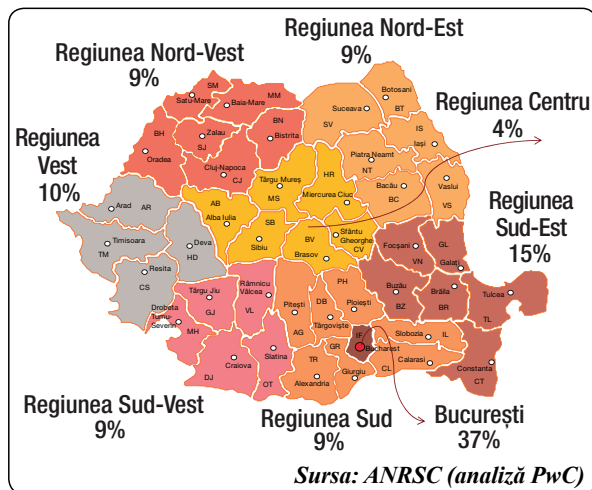 Regiunea Nord-Vest
9%
Regiunea Nord-Est
9%
Regiunea Centru
4%
Regiunea
Vest
10%
Regiunea
Sud-Est
15%
Regiunea Sud-Vest
9%
Regiunea Sud
9%
București
37%
SM
Satu-Mare
MM
Baia-Mare
BH
Oradea
Zalau
SJ
BN
Bistrita
Cluj-Napoca
CJ
Botosani
BT
Suceava
SV
IS
Iași
Piatra Neamt
NT
Bacău
BC
Vaslui
VS
Târgu Mureș
MS
HR
Miercurea Ciuc
AB
Alba Iulia
SB
Sibiu
BV
Brasov
Sfântu
Gheorghe
CV
Arad
AR
Timisoara
TM
Deva
HD
Resita
CS
Drobeta
Turnu-
Severin
MH
Târgu Jiu
GJ
Râmnicu
Vâlcea
VL
Craiova
DJ
Slatina
OT
Pitești
AG
DB
Târgoviște
PH
Ploiești
TR
Alexandria
GR
Giurgiu
IF
Bucharest
Slobozia
IL
Calarasi
CL
Focșani
VN
GL
Galați
Buzău
BZ
Brăila
BR
Tulcea
TL
Constanta
CT
Sursa: ANRSC (analiză PwC)